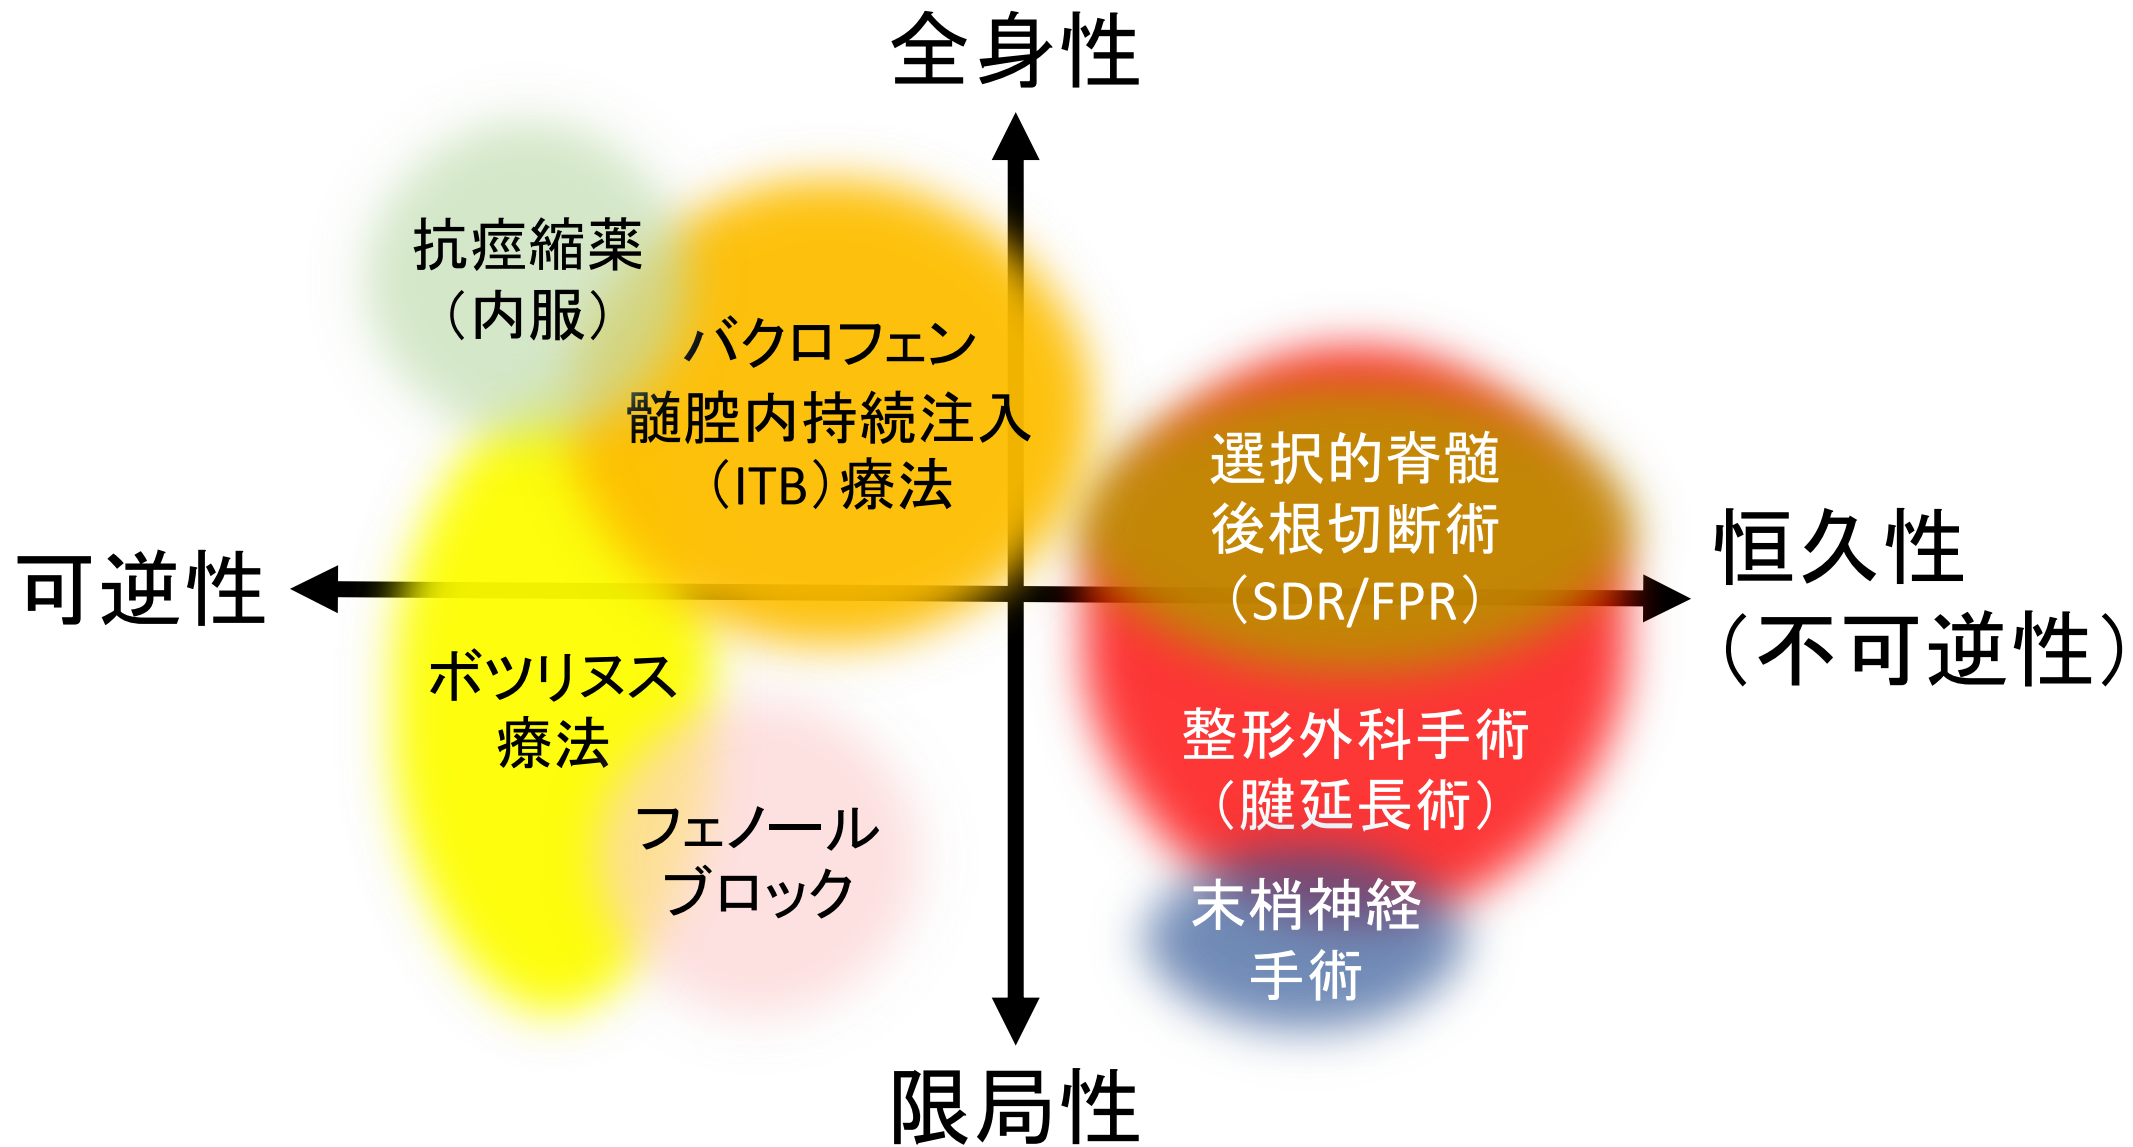 全身性
抗痙縮薬
（内服）
バクロフェン
髄腔内持続注入
（ITB）療法
選択的脊髄
後根切断術
（SDR/FPR）
可逆性
恒久性
（不可逆性）
ボツリヌス
療法
整形外科手術
（腱延長術）
フェノール
ブロック
末梢神経
手術
限局性